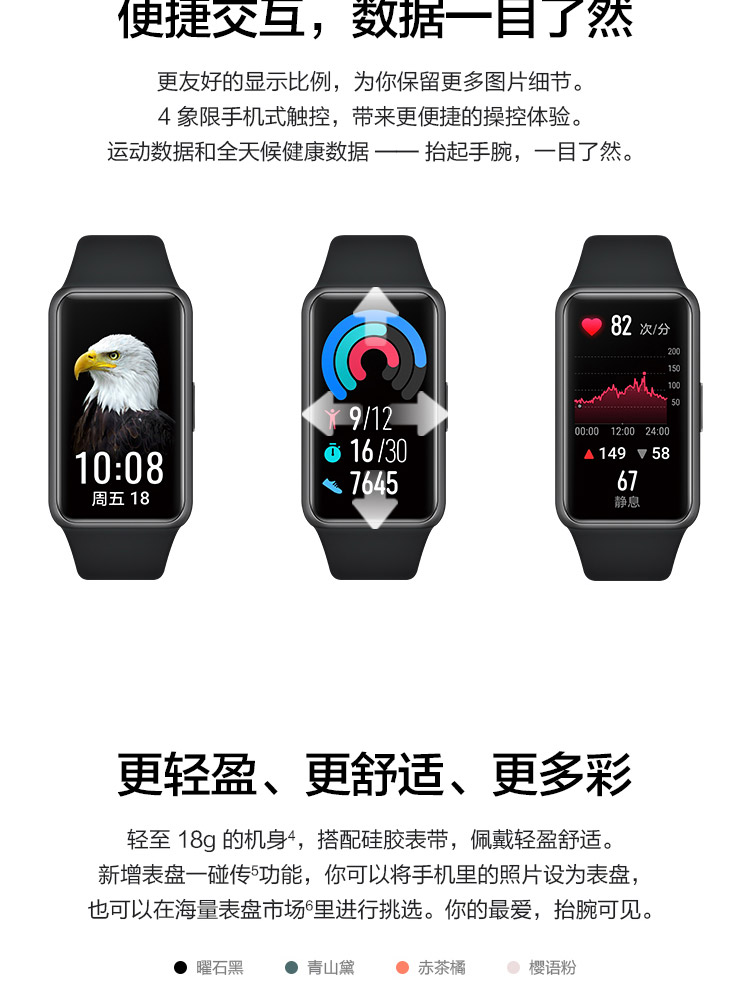 便捷交互，数据一目了然
更友好的显示比例，为你保留更多图片细节。
4 象限手机式触控，带来更便捷的操控体验。
运动数据和全天候健康数据 —— 抬起手腕，一目了然。
10:08
周五 18
9/12
16/30
7645
82 次/分
200
150
100
50
00:00 12:00 24:00
▲ 149 ▼ 58
67
静息
更轻盈、更舒适、更多彩
轻至 18g 的机身4，搭配硅胶表带，佩戴轻盈舒适。
新增表盘一碰传5功能，你可以将手机里的照片设为表盘，
也可以在海量表盘市场6里进行挑选。你的最爱，抬腕可见。
曜石黑 青山黛 赤茶橘 樱语粉